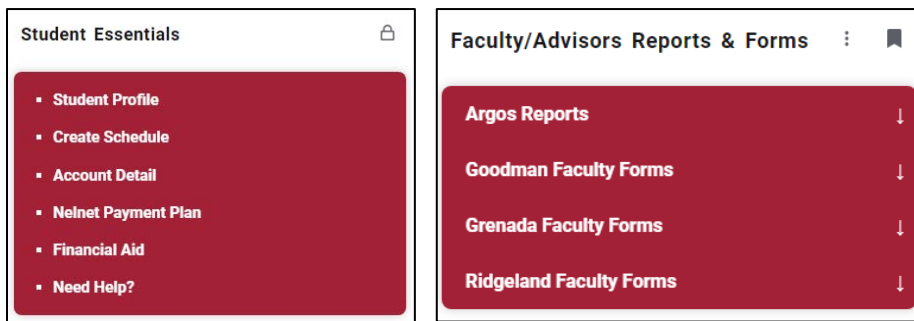 Student Essentials
Student Profile
Create Schedule
Account Detail
Nelnet Payment Plan
Financial Aid
Need Help?
Faculty/Advisors Reports & Forms
Argos Reports
Goodman Faculty Forms
Grenada Faculty Forms
Ridgeland Faculty Forms